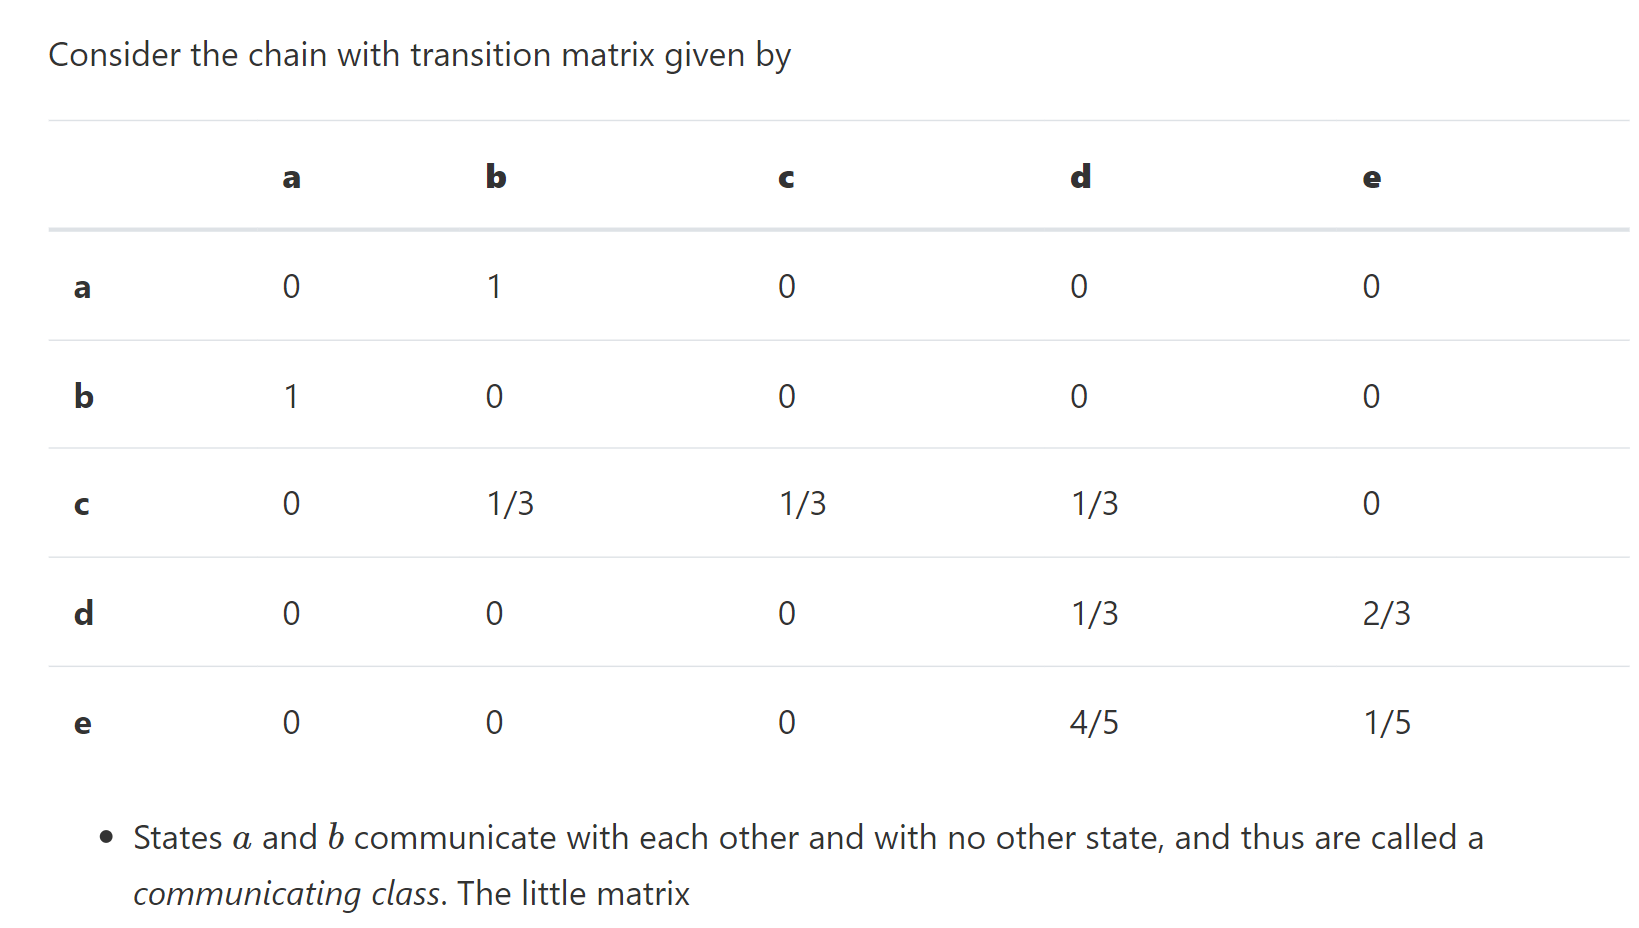 Consider the chain with transition matrix given by
a b c d e
a 0 1 0 0 0
b 1 0 0 0 0
c 0 1/3 1/3 1/3 0
d 0 0 0 1/3 2/3
e 0 0 0 4/5 1/5
• States a and b communicate with each other and with no other state, and thus are called a
communicating class. The little matrix